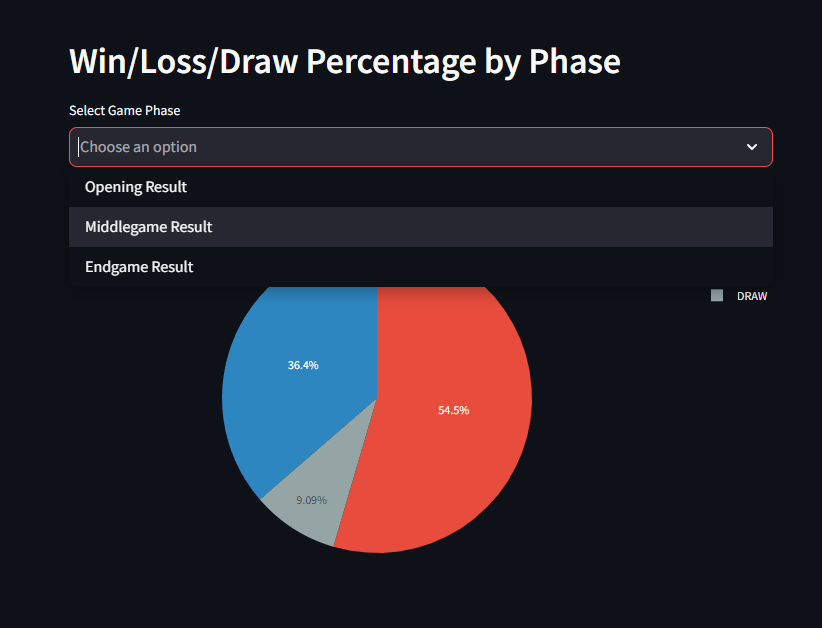 Win/Loss/Draw Percentage by Phase
Select Game Phase
Choose an option
Opening Result
Middlegame Result
Endgame Result
DRAW
36.4%
54.5%
9.09%